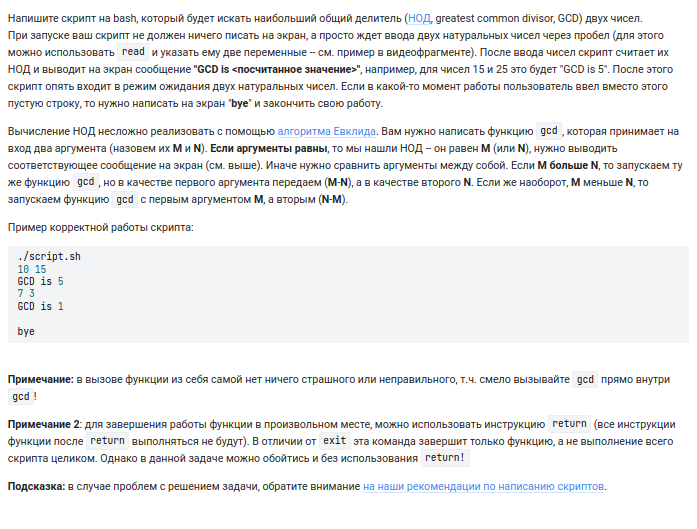 Напишите скрипт на bash, который будет искать наибольший общий делитель (НОД, greatest common divisor, GCD) двух чисел.
При запуске ваш скрипт не должен ничего писать на экран, а просто ждет ввода двух натуральных чисел через пробел (для этого
можно использовать read и указать ему две переменные -- см. пример в видеофрагменте). После ввода чисел скрипт считает их
НОД и выводит на экран сообщение "GCD is <посчитанное значение>", например, для чисел 15 и 25 это будет "GCD is 5". После этого
скрипт опять входит в режим ожидания двух натуральных чисел. Если в какой-то момент работы пользователь ввел вместо этого
пустую строку, то нужно написать на экран "bye" и закончить свою работу.
Вычисление НОД несложно реализовать с помощью алгоритма Евклида. Вам нужно написать функцию gcd, которая принимает на
вход два аргумента (назовем их M и N). Если аргументы равны, то мы нашли НОД -- он равен M (или N), нужно выводить
соответствующее сообщение на экран (см. выше). Иначе нужно сравнить аргументы между собой. Если M больше N, то запускаем ту
же функцию gcd, но в качестве первого аргумента передаем (M-N), а в качестве второго N. Если же наоборот, M меньше N, то
запускаем функцию gcd с первым аргументом M, а вторым (N-M).
Пример корректной работы скрипта:
./script.sh
10 15
GCD is 5
7 3
GCD is 1
bye
Примечание: в вызове функции из себя самой нет ничего страшного или неправильного, т.ч. смело вызывайте gcd прямо внутри
gcd!
Примечание 2: для завершения работы функции в произвольном месте, можно использовать инструкцию return (все инструкции
функции после return выполняться не будут). В отличии от exit эта команда завершит только функцию, а не выполнение всего
скрипта целиком. Однако в данной задаче можно обойтись и без использования return!
Подсказка: в случае проблем с решением задачи, обратите внимание на наши рекомендации по написанию скриптов.